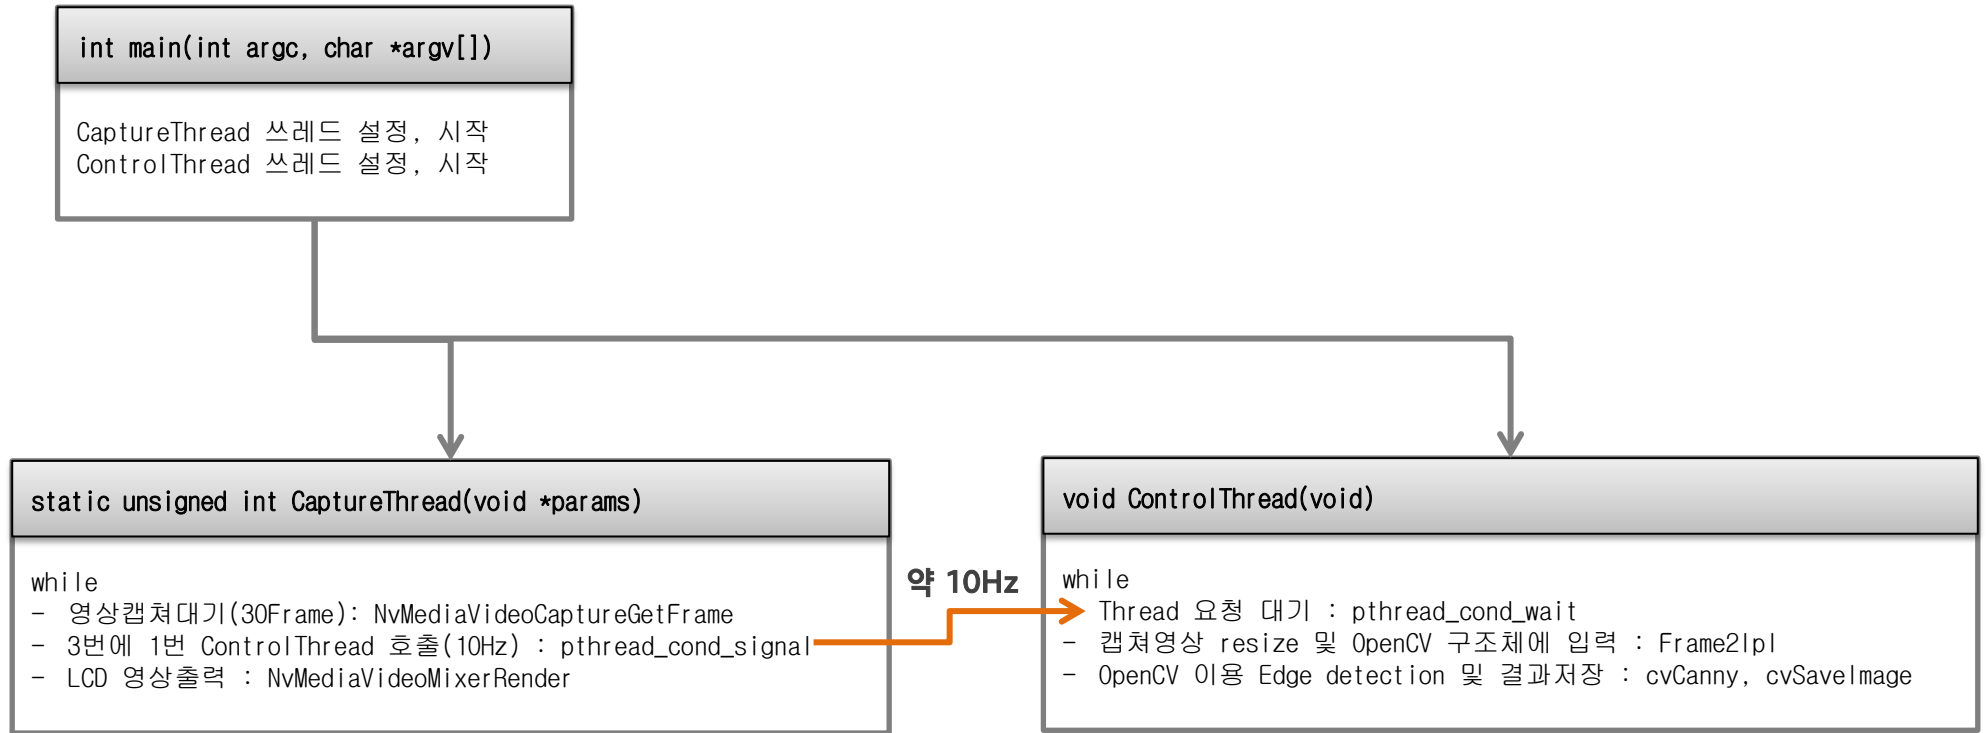 int main(int argc, char *argv[])
CaptureThread 쓰레드 설정, 시작
ControlThread 쓰레드 설정, 시작
static unsigned int CaptureThread(void *params)
while
- 영상캡쳐대기(30Frame): NvMediaVideoCaptureGetFrame
- 3번에 1번 ControlThread 호출(10Hz) : pthread_cond_signal
- LCD 영상출력 : NvMediaVideoMixerRender
약 10Hz
void ControlThread(void)
while
Thread 요청 대기 : pthread_cond_wait
- 캡쳐영상 resize 및 OpenCV 구조체에 입력 : Frame2Ipl
- OpenCV 이용 Edge detection 및 결과저장 : cvCanny, cvSaveImage